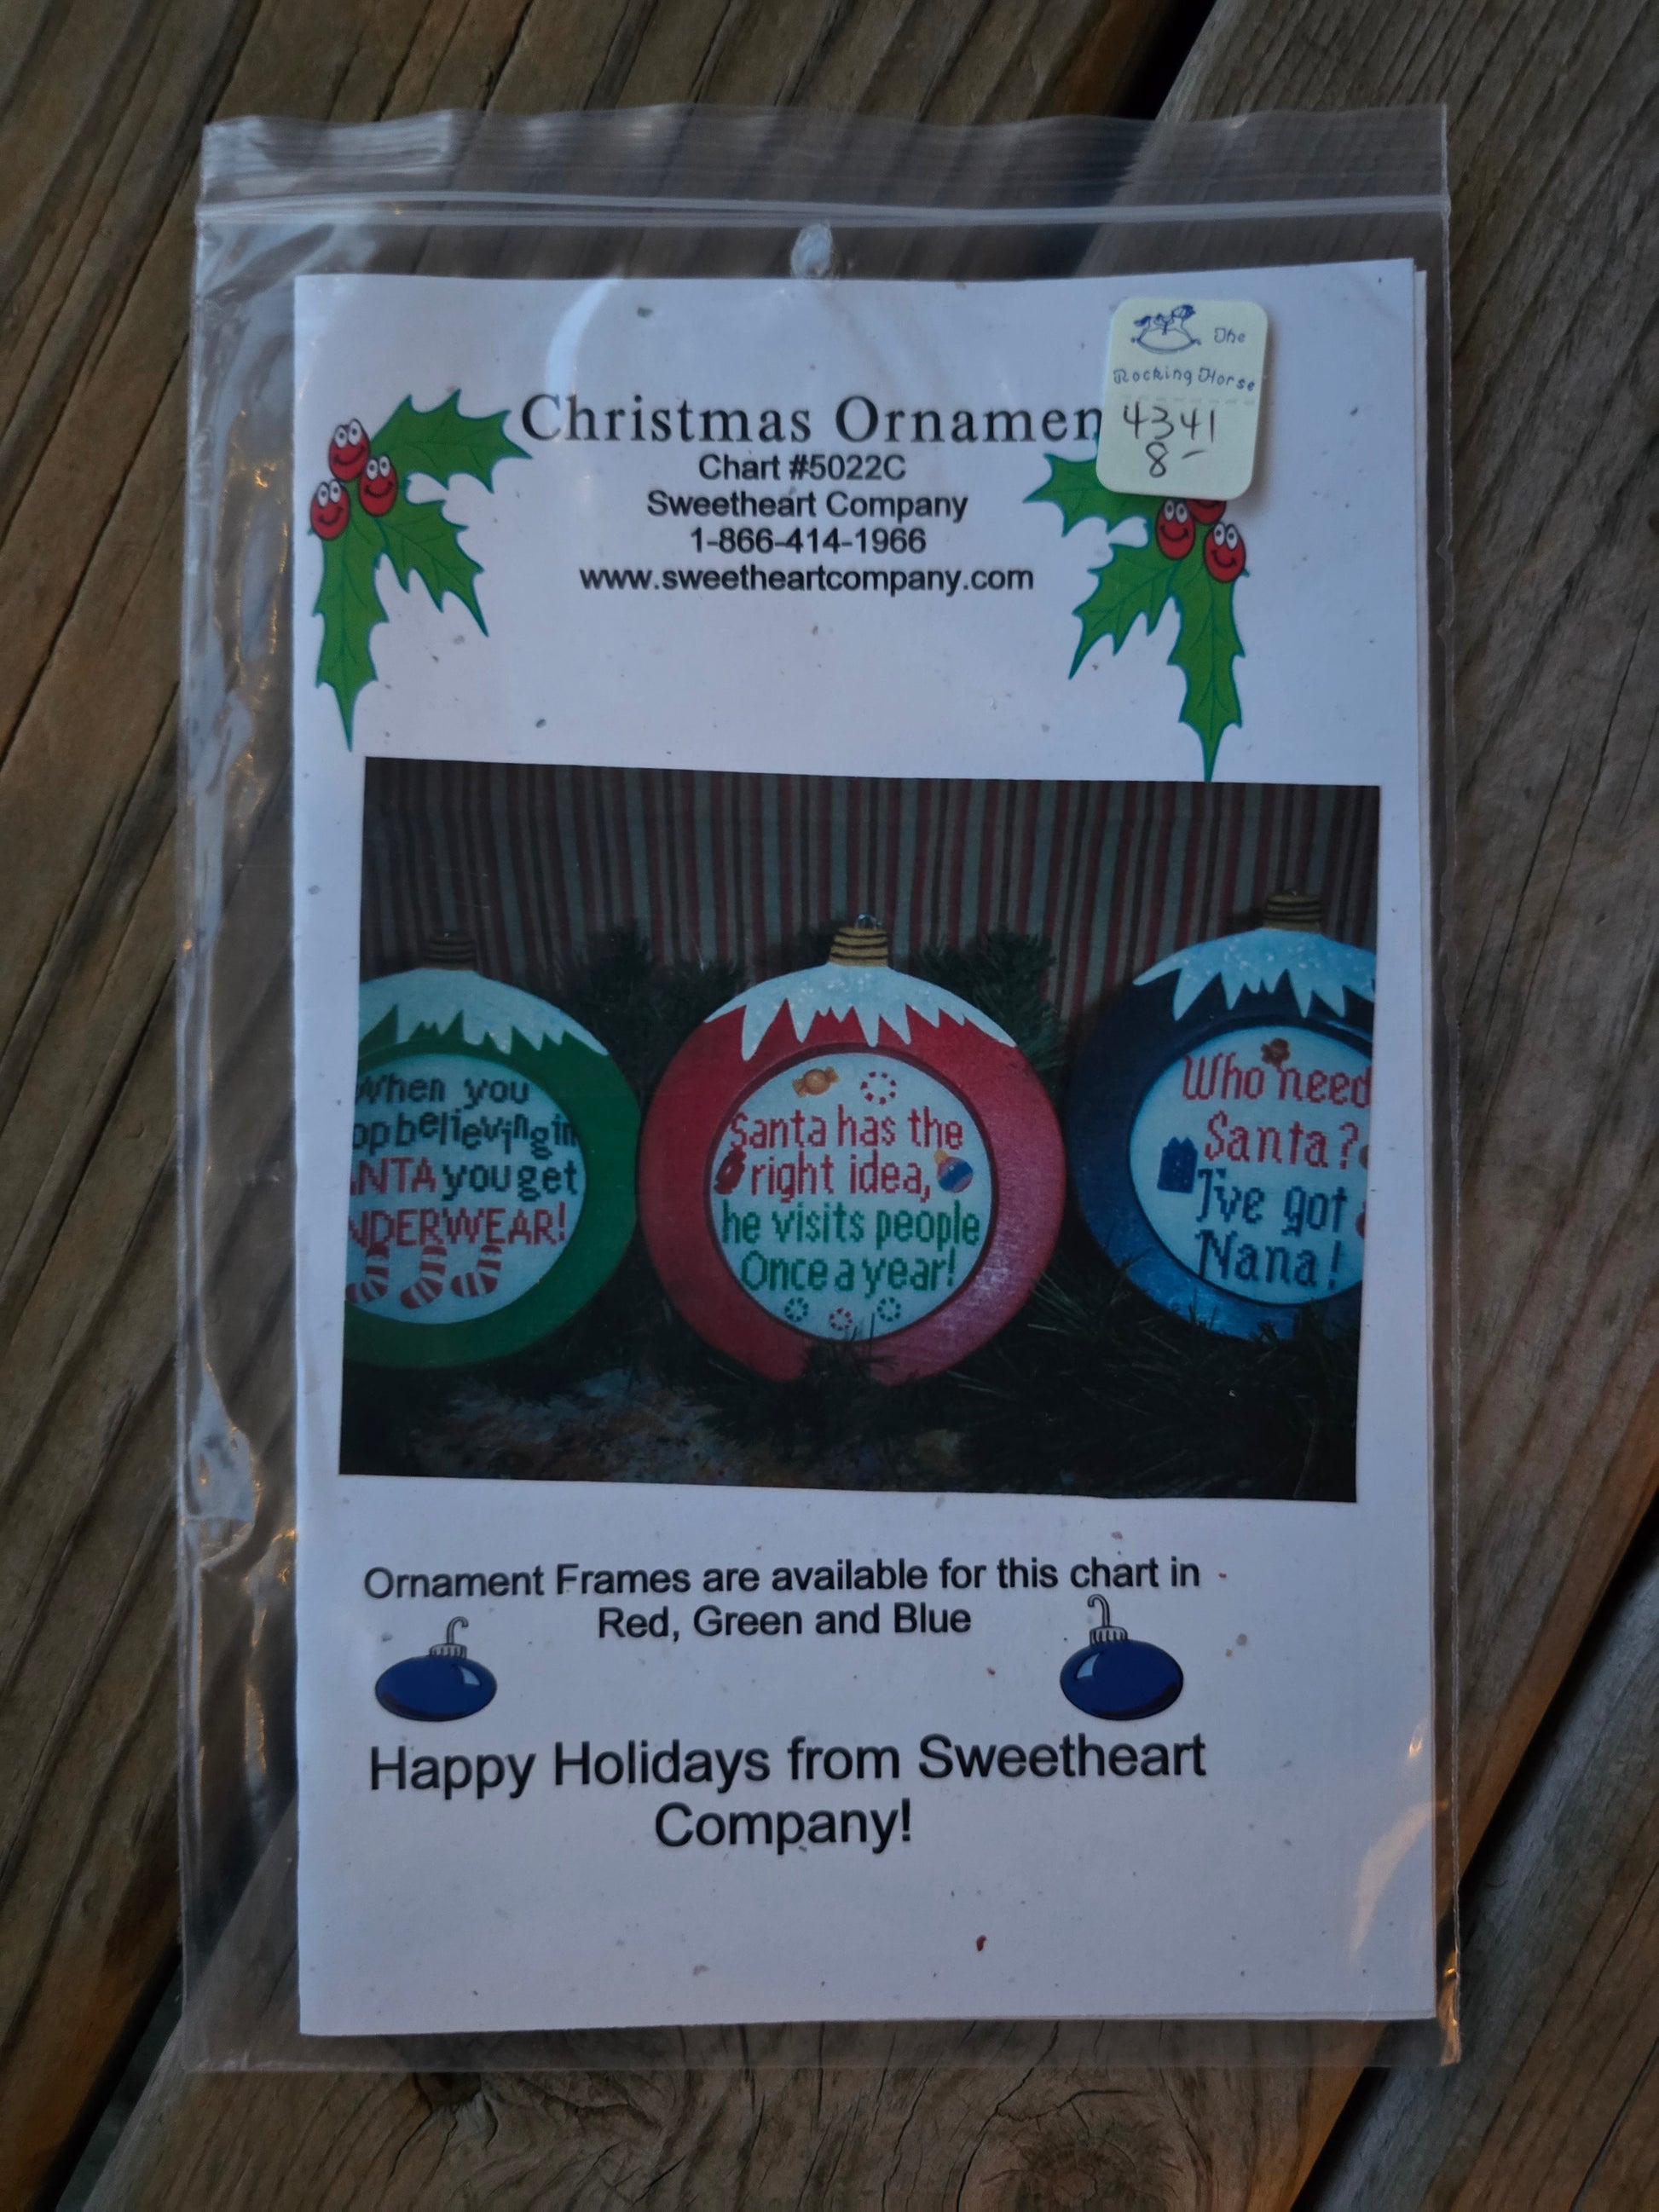 The
Rocking Horse
4341
8-
Christmas Ornamen
Chart #5022C
Sweetheart Company
1-866-414-1966
www.sweetheartcompany.com
When you
op believing in
NTA you get
NDERWEAR!
Santa has the
right idea,
he visits people
Once a year!
Who need
Santa?
I've got
Nana!
Ornament Frames are available for this chart in
Red, Green and Blue
Happy Holidays from Sweetheart
Company!